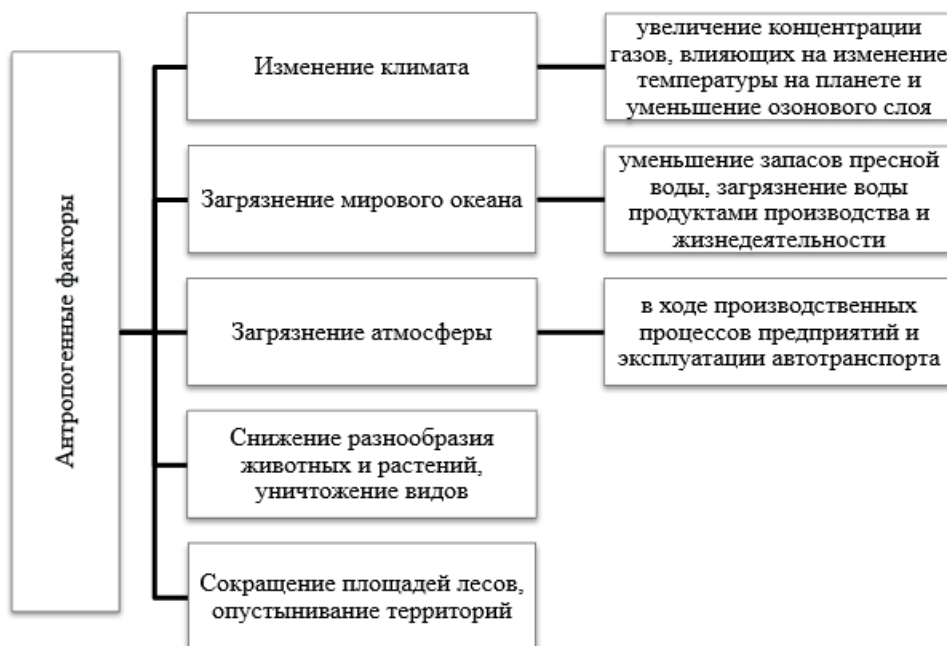 Антропогенные факторы
Изменение климата
увеличение концентрации
газов, влияющих на изменение
температуры на планете и
уменьшение озонового слоя
Загрязнение мирового океана
уменьшение запасов пресной
воды, загрязнение воды
продуктами производства и
жизнедеятельности
Загрязнение атмосферы
в ходе производственных
процессов предприятий и
эксплуатации автотранспорта
Снижение разнообразия
животных и растений,
уничтожение видов
Сокращение площадей лесов,
опустынивание территорий